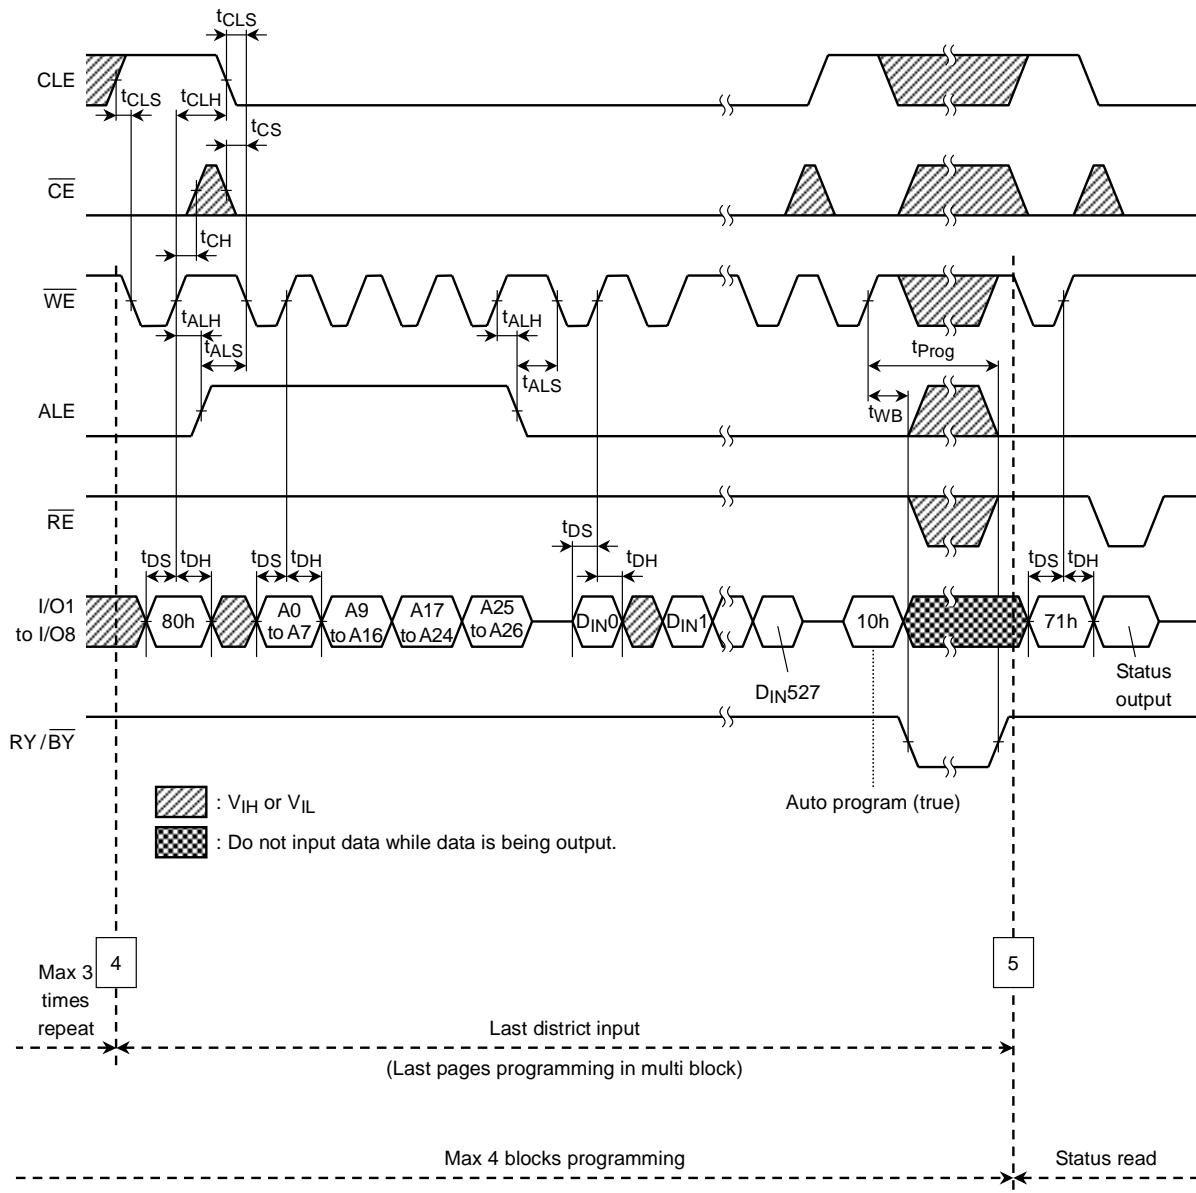 tCLS
CLE
tCLS
tCLH
tCS
CE
tCH
WE
tALH
tALH
tALS
tALS
tProg
tWB
ALE
RE
tDS
tDH
tDS
tDH
tDS
tDH
tDS
tDH
I/O1
to I/O8
80h
A0
to A7
A9
to A16
A17
to A24
A25
to A26
DIN0
DIN1
10h
71h
DIN527
Status
output
RY/BY
: VIH or VIL
Auto program (true)
: Do not input data while data is being output.
4
5
Max 3
times
repeat
Last district input
(Last pages programming in multi block)
Max 4 blocks programming
Status read